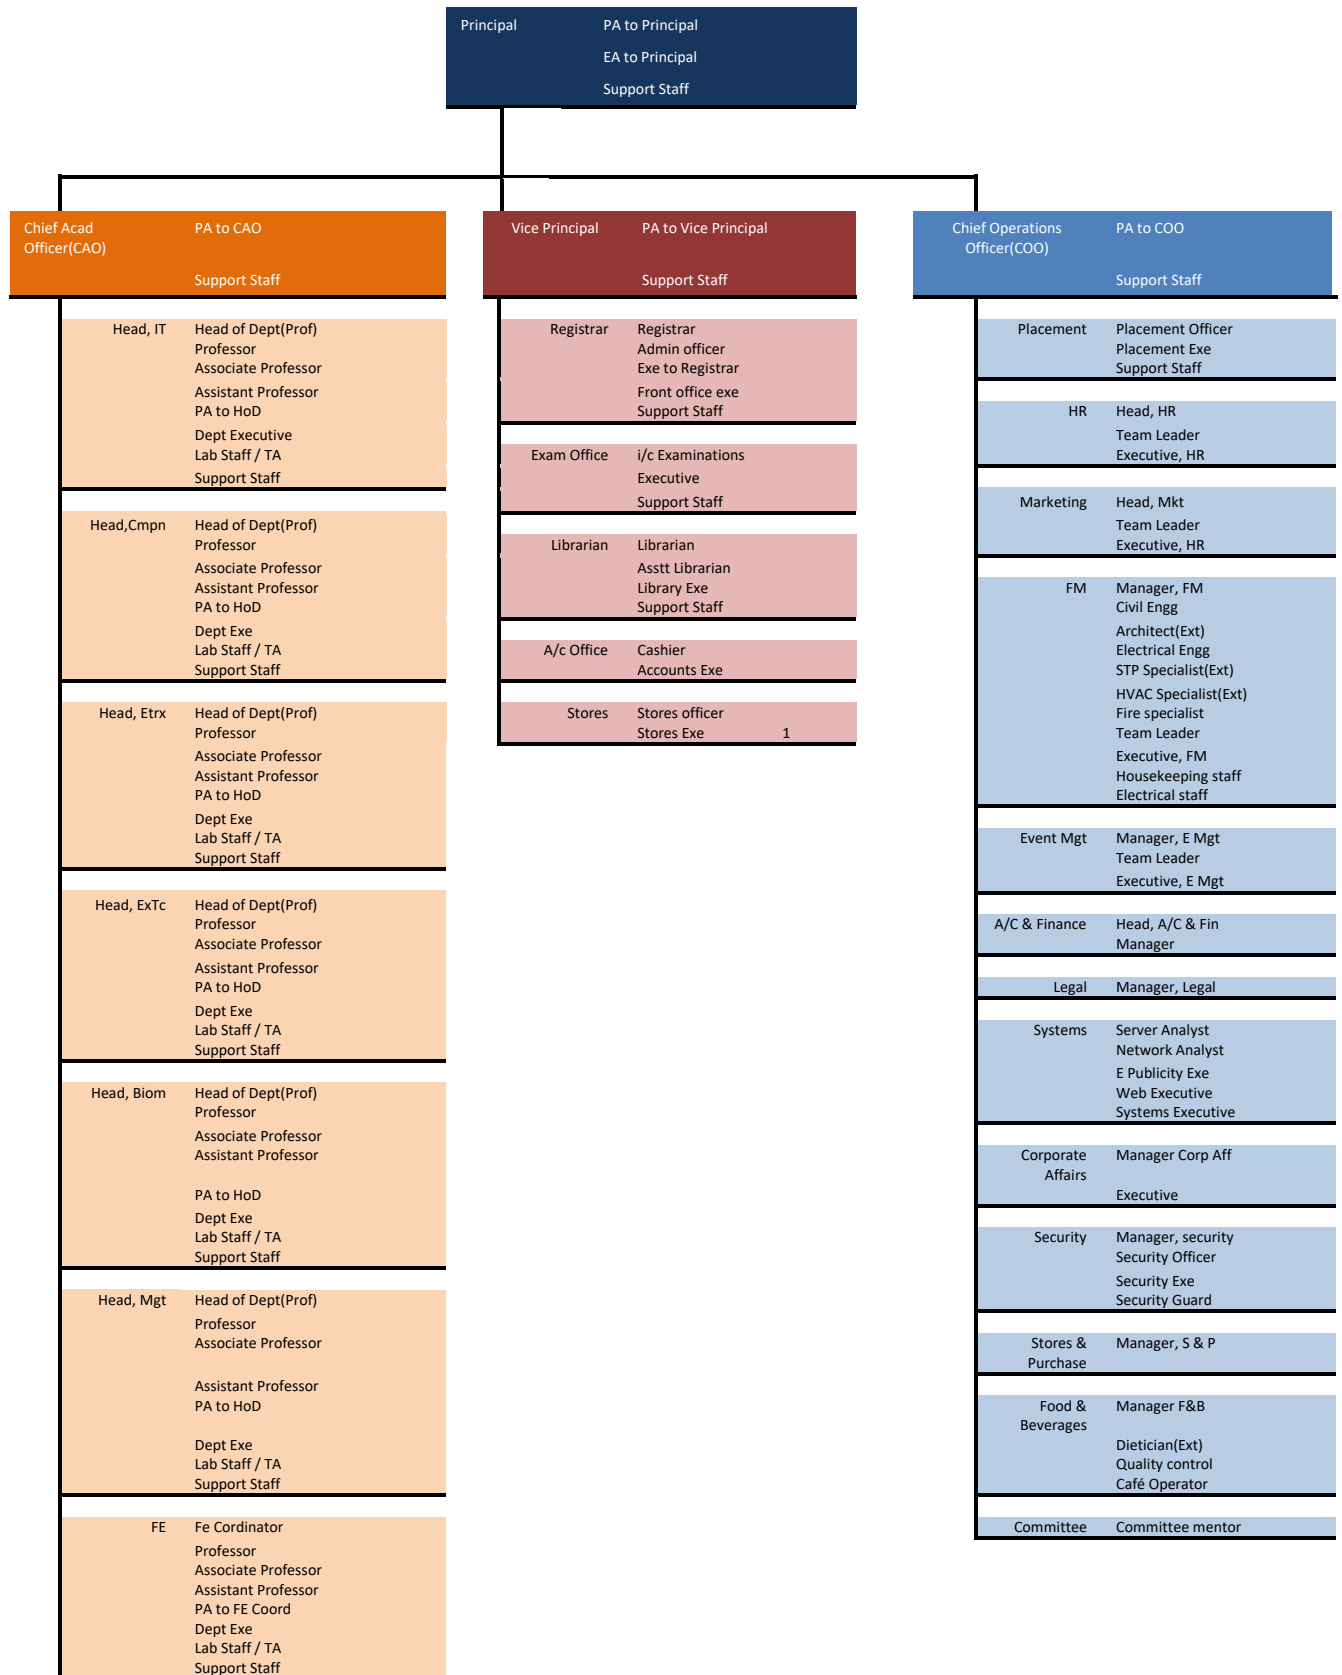 Principal PA to Principal
EA to Principal
Support Staff
Chief Acad PA to CAO
Officer(CAO)
Support Staff
Head, IT Head of Dept(Prof)
Professor
Associate Professor
Assistant Professor
PA to HoD
Dept Executive
Lab Staff / TA
Support Staff
Head,Cmpn Head of Dept(Prof)
Professor
Associate Professor
Assistant Professor
PA to HoD
Dept Exe
Lab Staff / TA
Support Staff
Head, Etrx Head of Dept(Prof)
Professor
Associate Professor
Assistant Professor
PA to HoD
Dept Exe
Lab Staff / TA
Support Staff
Head, ExTc Head of Dept(Prof)
Professor
Associate Professor
Assistant Professor
PA to HoD
Dept Exe
Lab Staff / TA
Support Staff
Head, Biom Head of Dept(Prof)
Professor
Associate Professor
Assistant Professor
PA to HoD
Dept Exe
Lab Staff / TA
Support Staff
Head, Mgt Head of Dept(Prof)
Professor
Associate Professor
Assistant Professor
PA to HoD
Dept Exe
Lab Staff / TA
Support Staff
FE Fe Cordinator
Professor
Associate Professor
Assistant Professor
PA to FE Coord
Dept Exe
Lab Staff / TA
Support Staff
Vice Principal PA to Vice Principal
Support Staff
Registrar Registrar
Admin officer
Exe to Registrar
Front office exe
Support Staff
Exam Office i/c Examinations
Executive
Support Staff
Librarian Librarian
Asstt Librarian
Library Exe
Support Staff
A/c Office Cashier
Accounts Exe
Stores Stores officer
Stores Exe 1
Chief Operations PA to COO
Officer(COO)
Support Staff
Placement Placement Officer
Placement Exe
Support Staff
HR Head, HR
Team Leader
Executive, HR
Marketing Head, Mkt
Team Leader
Executive, HR
FM Manager, FM
Civil Engg
Architect(Ext)
Electrical Engg
STP Specialist(Ext)
HVAC Specialist(Ext)
Fire specialist
Team Leader
Executive, FM
Housekeeping staff
Electrical staff
Event Mgt Manager, E Mgt
Team Leader
Executive, E Mgt
A/C & Finance Head, A/C & Fin
Manager
Legal Manager, Legal
Systems Server Analyst
Network Analyst
E Publicity Exe
Web Executive
Systems Executive
Corporate Manager Corp Aff
Affairs
Executive
Security Manager, security
Security Officer
Security Exe
Security Guard
Stores & Manager, S & P
Purchase
Food & Manager F&B
Beverages
Dietician(Ext)
Quality control
Café Operator
Committee Committee mentor